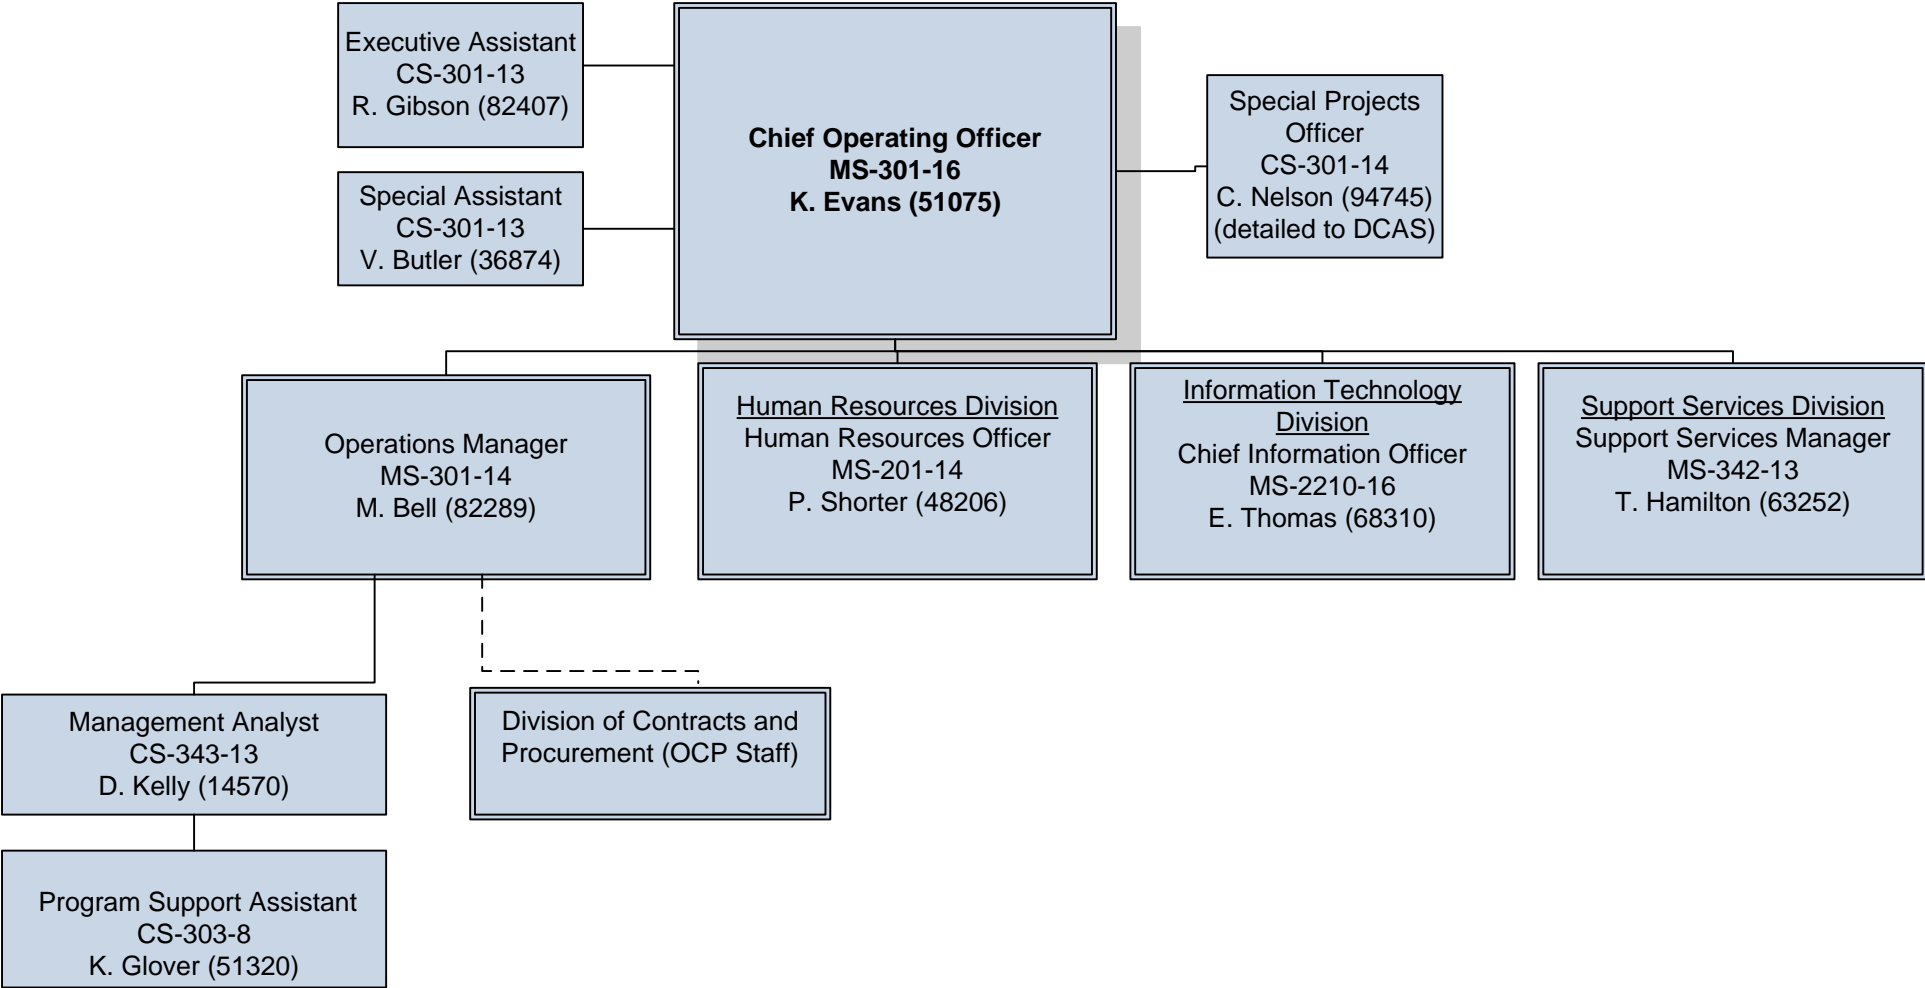 Executive Assistant
CS-301-13
R. Gibson (82407)
Special Assistant
CS-301-13
V. Butler (36874)
Chief Operating Officer
MS-301-16
K. Evans (51075)
Special Projects
Officer
CS-301-14
C. Nelson (94745)
(detailed to DCAS)
Operations Manager
MS-301-14
M. Bell (82289)
Human Resources Division
Human Resources Officer
MS-201-14
P. Shorter (48206)
Information Technology
Division
Chief Information Officer
MS-2210-16
E. Thomas (68310)
Support Services Division
Support Services Manager
MS-342-13
T. Hamilton (63252)
Management Analyst
CS-343-13
D. Kelly (14570)
Division of Contracts and
Procurement (OCP Staff)
Program Support Assistant
CS-303-8
K. Glover (51320)